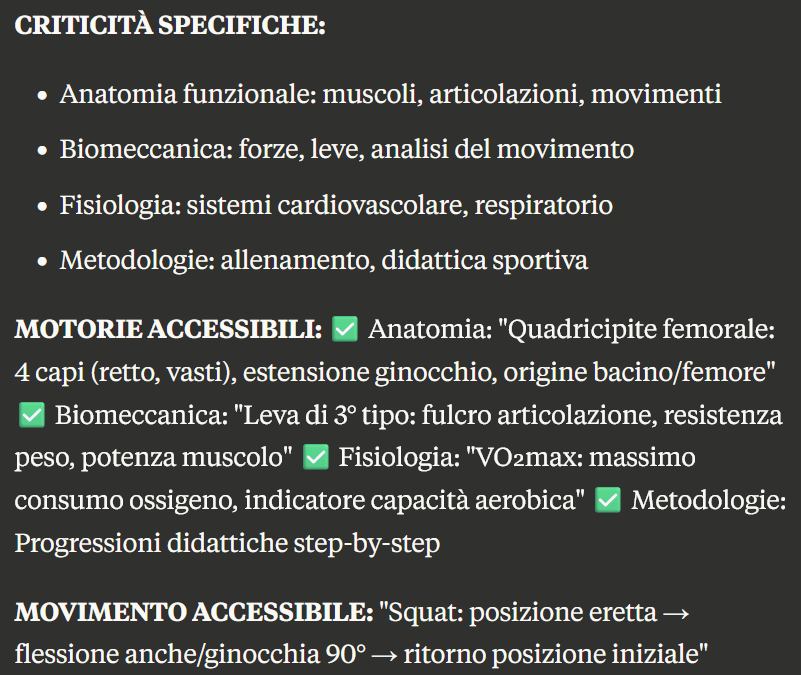 CRITICITÀ SPECIFICHE:
• Anatomia funzionale: muscoli, articolazioni, movimenti
• Biomeccanica: forze, leve, analisi del movimento
• Fisiologia: sistemi cardiovascolare, respiratorio
• Metodologie: allenamento, didattica sportiva
MOTORIE ACCESSIBILI: ✅ Anatomia: "Quadricipite femorale:
4 capi (retto, vasti), estensione ginocchio, origine bacino/femore"
✅ Biomeccanica: "Leva di 3° tipo: fulcro articolazione, resistenza
peso, potenza muscolo" ✅ Fisiologia: "VO₂max: massimo
consumo ossigeno, indicatore capacità aerobica" ✅ Metodologie:
Progressioni didattiche step-by-step
MOVIMENTO ACCESSIBILE: "Squat: posizione eretta →
flessione anche/ginocchia 90° → ritorno posizione iniziale"